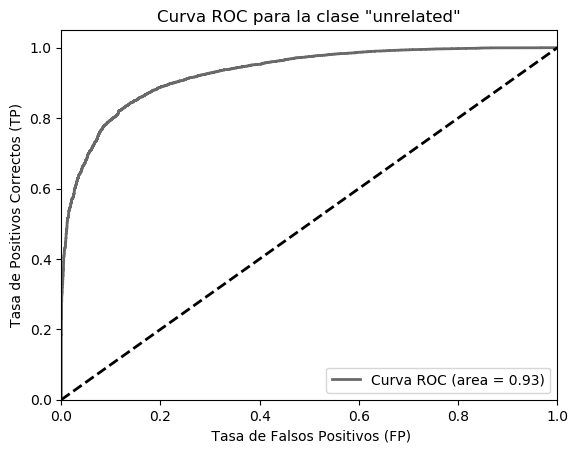 Curva ROC para la clase "unrelated"
1.0
0.8
0.6
0.4
0.2
0.0
Tasa de Positivos Correctos (TP)
Curva ROC (area = 0.93)
0.0 0.2 0.4 0.6 0.8 1.0
Tasa de Falsos Positivos (FP)